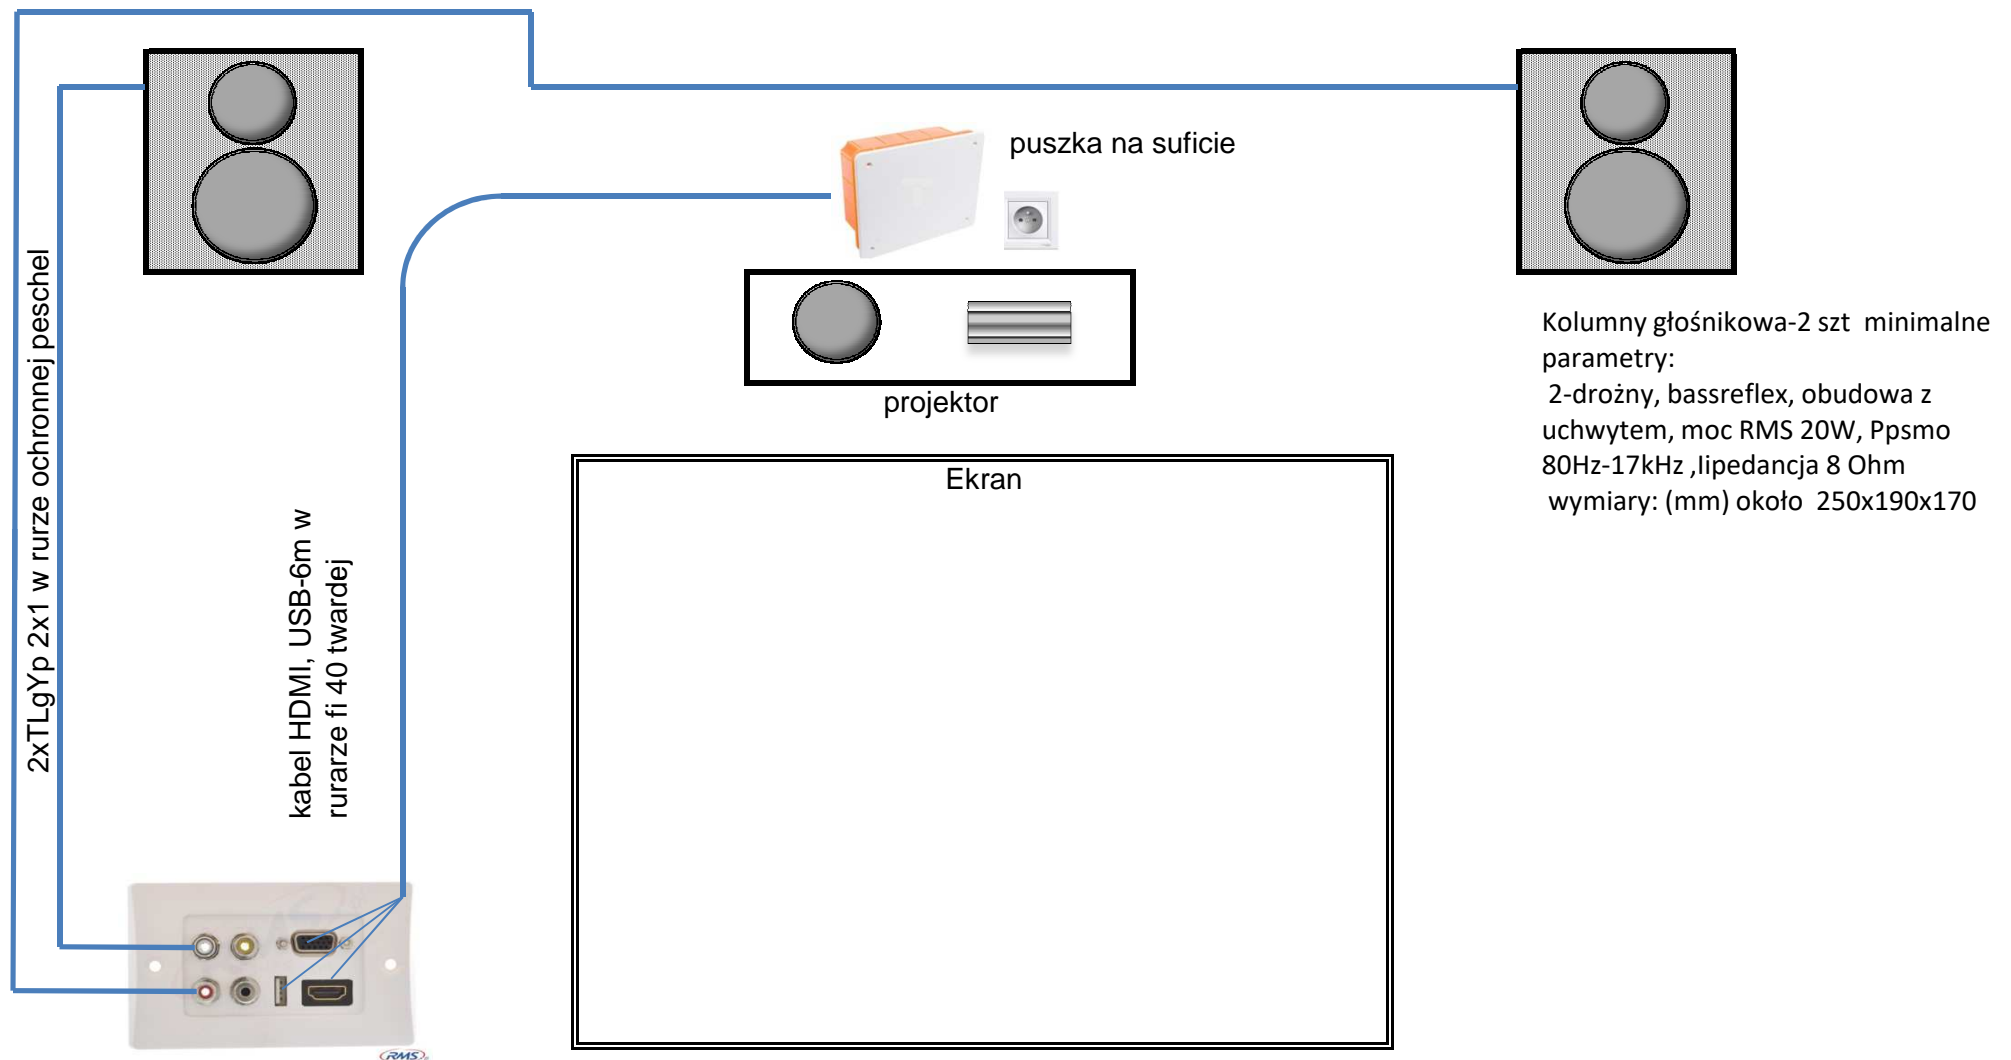 puszka na suficie
projektor
Ekran
Kolumny głośnikowa-2 szt minimalne
parametry:
2-drożny, bassreflex, obudowa z
uchwytem, moc RMS 20W, Ppsmo
80Hz-17kHz ,Iipedancja 8 Ohm
wymiary: (mm) około 250x190x170
2xTLgYp 2x1 w rurze ochronnej peschel
kabel HDMI, USB-6m w
rurarze fi 40 twardej
RMS